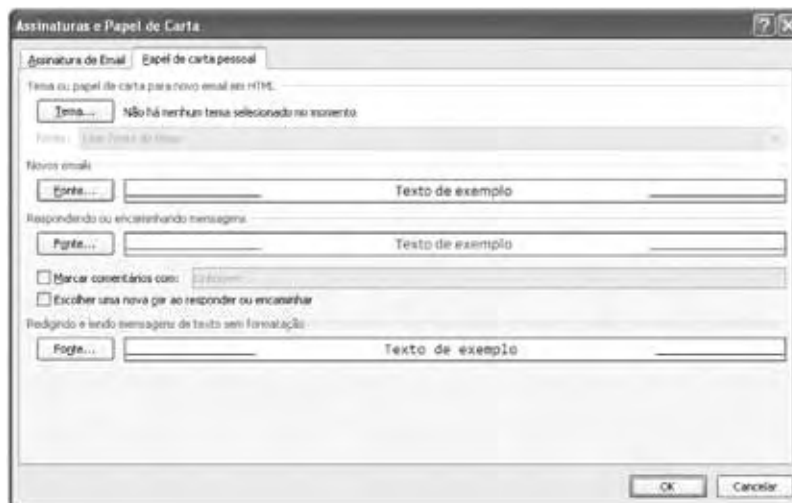 Assinaturas e Papel de Carta
Assinatura de Email Papel de carta pessoal
Tema ou papel de carta para novo email em HTML
Tema... Não há nenhum tema selecionado no momento
Novos emails
Fonte... Texto de exemplo
Respondendo ou encaminhando mensagens
Fonte... Texto de exemplo
Marcar comentários com:
Escolher uma nova cor ao responder ou encaminhar
Redigindo e lendo mensagens de texto sem formatação
Fonte... Texto de exemplo
OK Cancelar